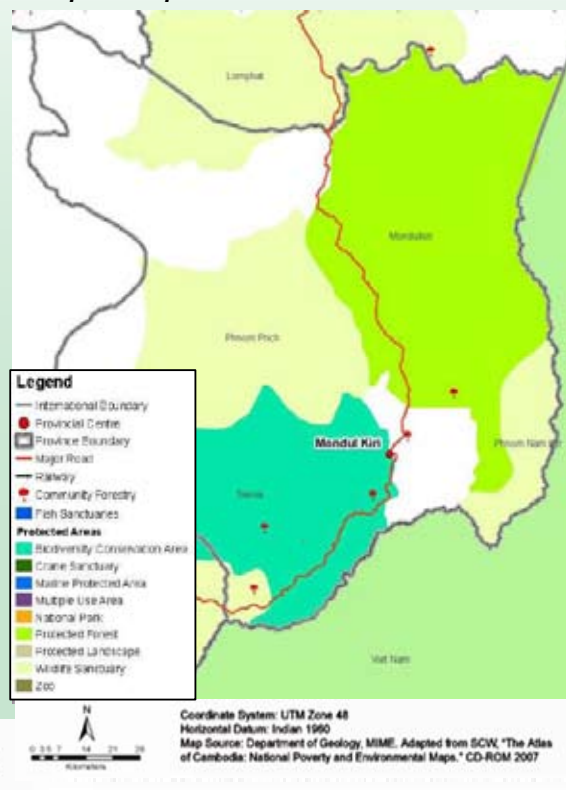 Lomphat
Mondulkiri
Phnom Prich
Legend
International Boundary
Provincial Centre
Province Boundary
Major Road
Railway
Community Forestry
Fish Sanctuaries
Protected Areas
Biodiversity Conservation Area
Crane Sanctuary
Marine Protected Area
Multiple Use Area
National Park
Protected Forest
Protected Landscape
Wildlife Sanctuary
Zoo
Mondul Kiri
Phnom Nam Lyr
Viet Nam
N
Kilometers
Coordinate System: UTM Zone 48
Horizontal Datum: Indian 1960
Map Source: Department of Geology, MIME. Adapted from SCW, "The Atlas
of Cambodia: National Poverty and Environmental Maps." CD-ROM 2007